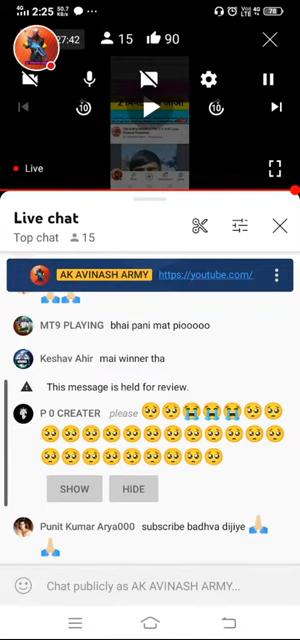 2:25 50.7 KB/s ... Vo) 4G LTE 78
27:42 15 90
10 10
Live
Live chat
Top chat 15
AK AVINASH ARMY https://youtube.com/
MT9 PLAYING bhai pani mat piooooo
Keshav Ahir mai winner tha
This message is held for review.
P 0 CREATER please 🥺🥺😭😭😭🥺🥺
🥺🥺🥺🥺🥺🥺🥺🥺🥺🥺🥺🥺
🥺🥺🥺🥺🥺🥺🥺🥺🥺
SHOW HIDE
Punit Kumar Arya000 subscribe badhva dijiye 🙏🏻
🙏🏻
Chat publicly as AK AVINASH ARMY...